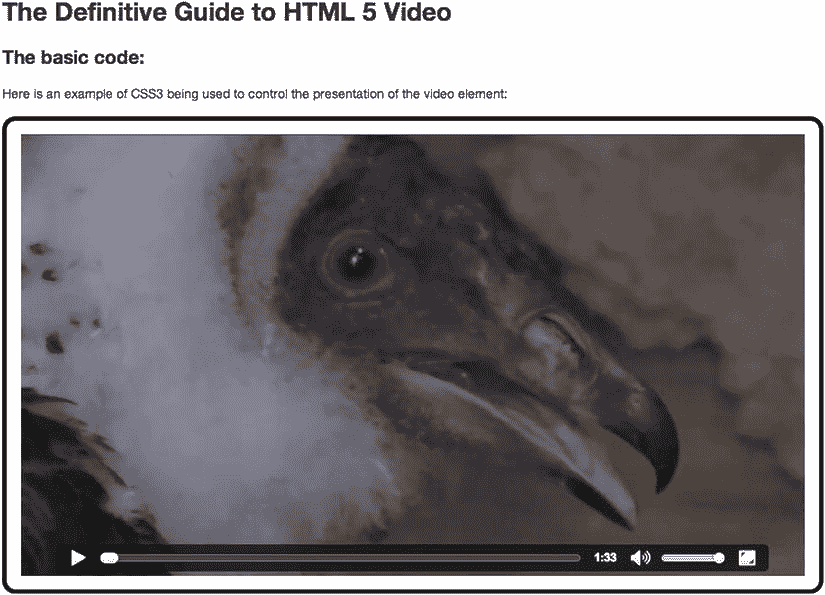 The Definitive Guide to HTML 5 Video
The basic code:
Here is an example of CSS3 being used to control the presentation of the video element:
1:33